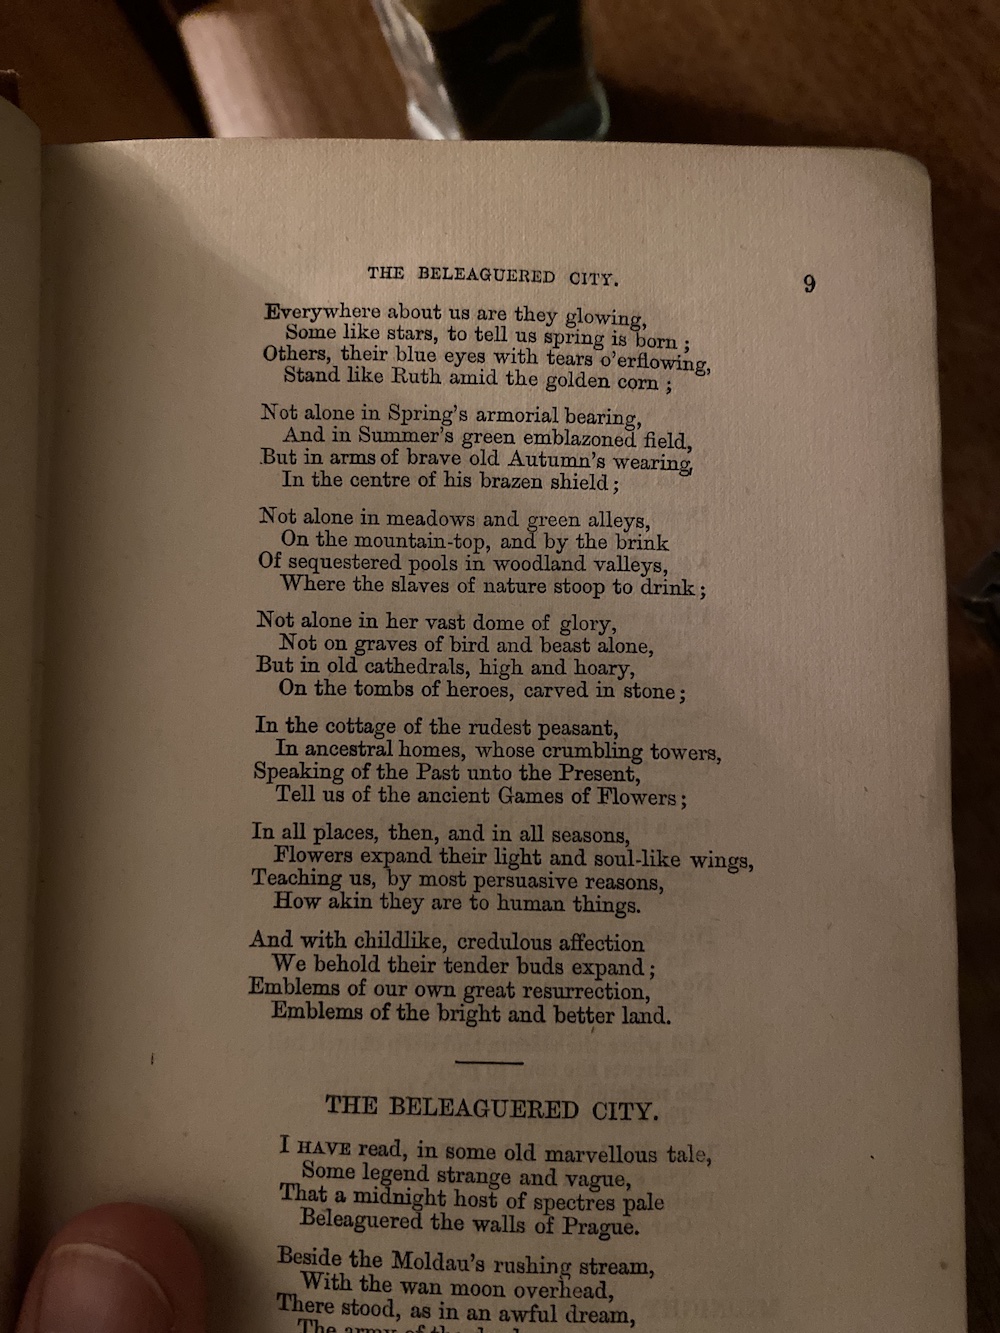 THE BELEAGUERED CITY. 9
Everywhere about us are they glowing,
Some like stars, to tell us spring is born ;
Others, their blue eyes with tears o'erflowing,
Stand like Ruth amid the golden corn ;
Not alone in Spring's armorial bearing,
And in Summer's green emblazoned field,
But in arms of brave old Autumn's wearing,
In the centre of his brazen shield ;
Not alone in meadows and green alleys,
On the mountain-top, and by the brink
Of sequestered pools in woodland valleys,
Where the slaves of nature stoop to drink ;
Not alone in her vast dome of glory,
Not on graves of bird and beast alone,
But in old cathedrals, high and hoary,
On the tombs of heroes, carved in stone ;
In the cottage of the rudest peasant,
In ancestral homes, whose crumbling towers,
Speaking of the Past unto the Present,
Tell us of the ancient Games of Flowers ;
In all places, then, and in all seasons,
Flowers expand their light and soul-like wings,
Teaching us, by most persuasive reasons,
How akin they are to human things.
And with childlike, credulous affection
We behold their tender buds expand ;
Emblems of our own great resurrection,
Emblems of the bright and better land.
THE BELEAGUERED CITY.
I HAVE read, in some old marvellous tale,
Some legend strange and vague,
That a midnight host of spectres pale
Beleaguered the walls of Prague.
Beside the Moldau's rushing stream,
With the wan moon overhead,
There stood, as in an awful dream,
The army of the